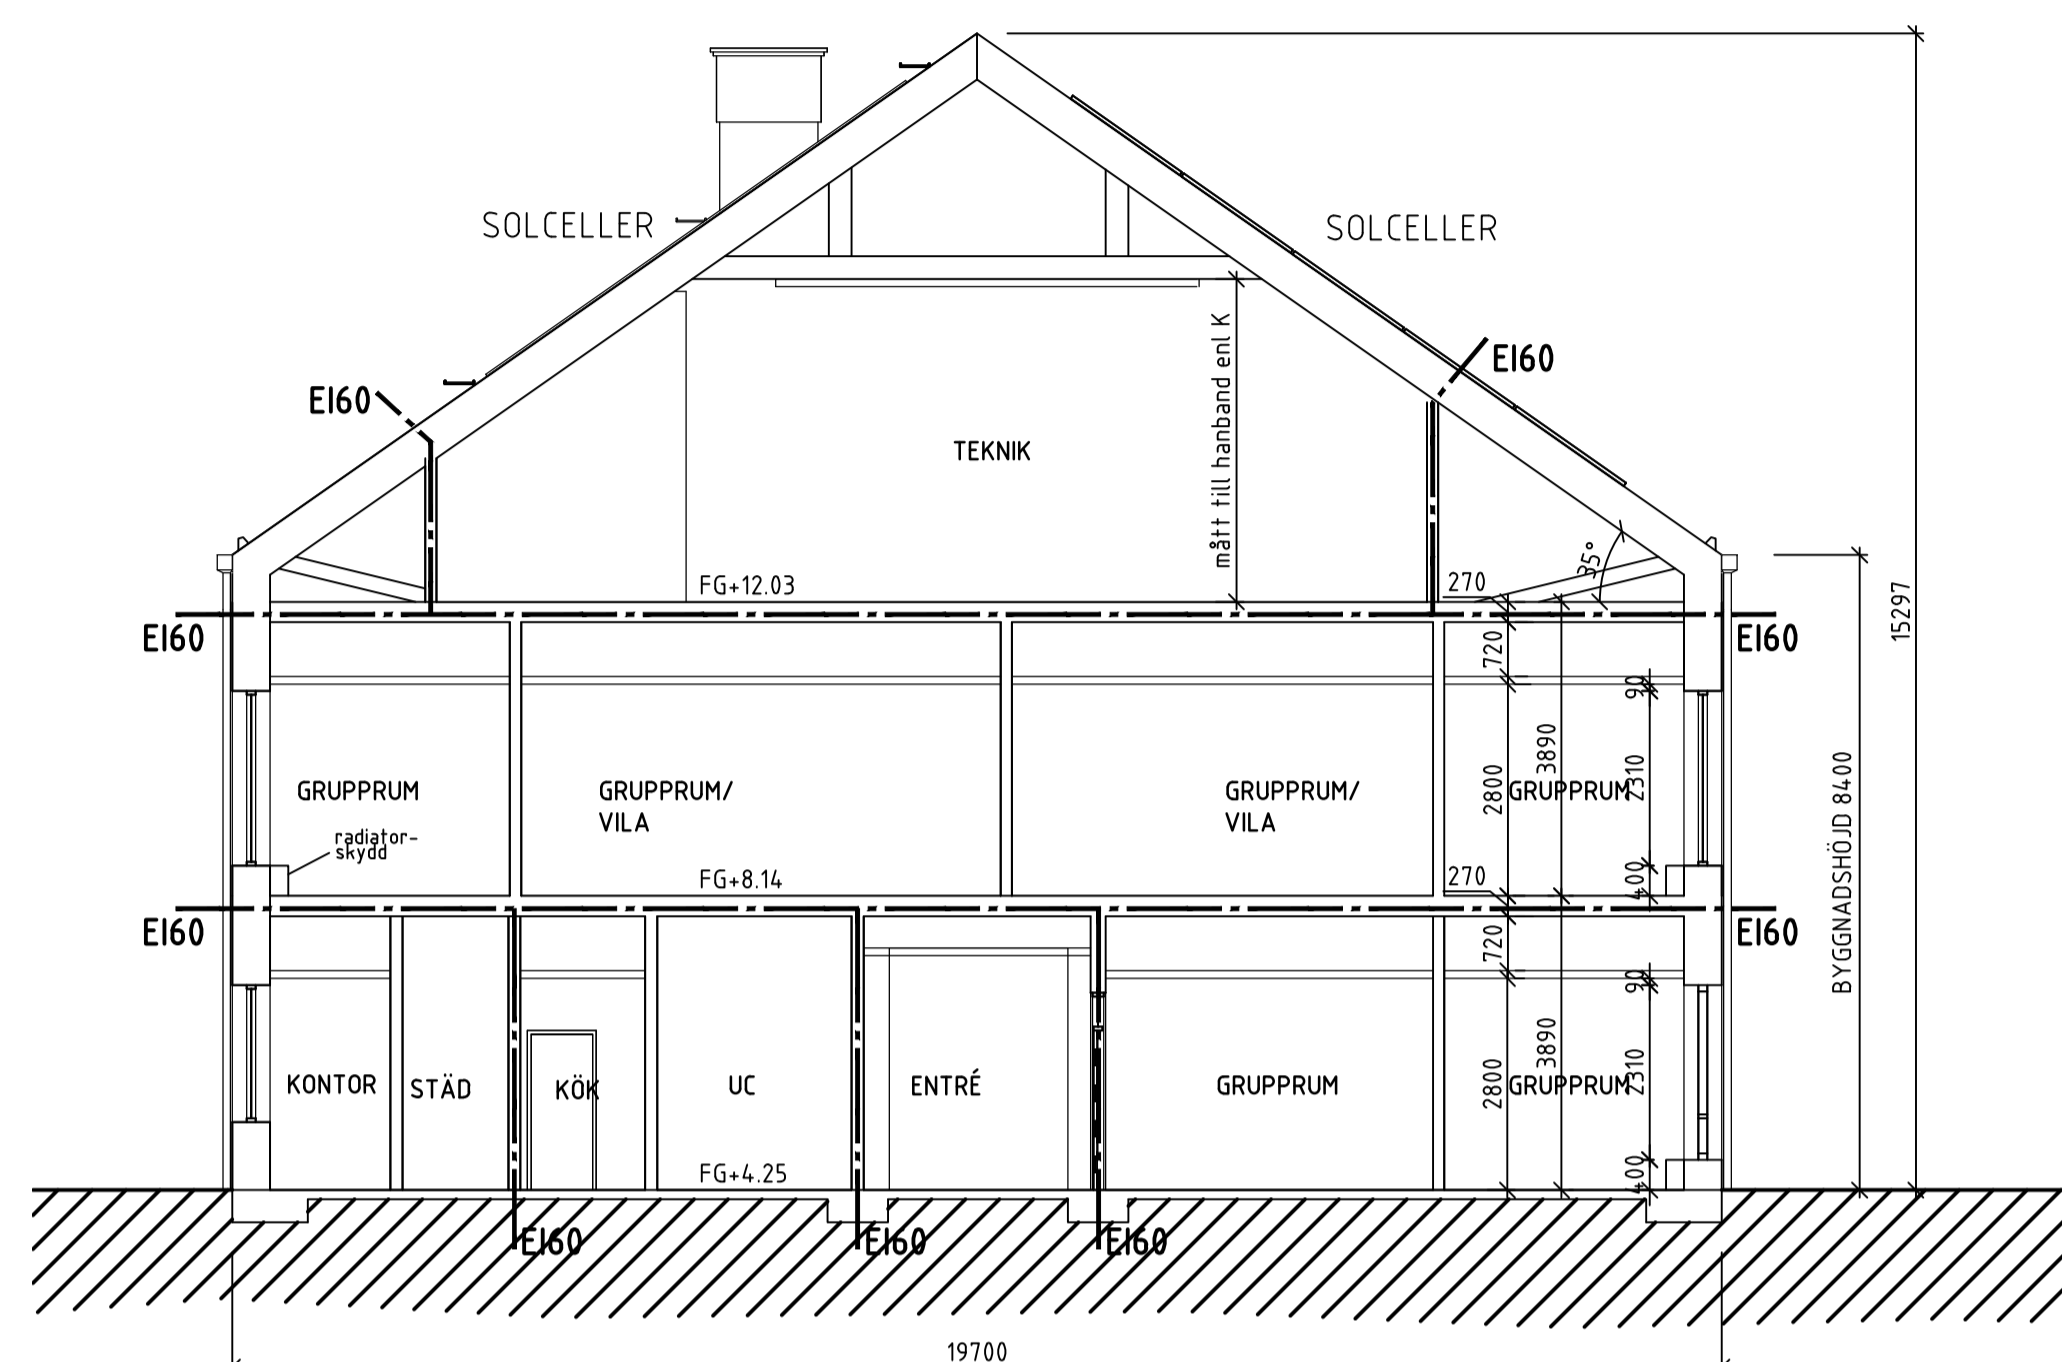 SOLCELLER
SOLCELLER
EI60
EI60
TEKNIK
mått till hanband enl K
35°
FG+12.03
270
15297
EI60
EI60
720
90
3890
2310
2800
BYGGNADSHÖJD 8400
GRUPPRUM
GRUPPRUM/
VILA
GRUPPRUM/
VILA
GRUPPRUM
radiator-
skydd
FG+8.14
270
400
EI60
EI60
720
90
3890
2310
2800
KONTOR
STÄD
KÖK
UC
ENTRÉ
GRUPPRUM
GRUPPRUM
FG+4.25
400
EI60
EI60
EI60
19700